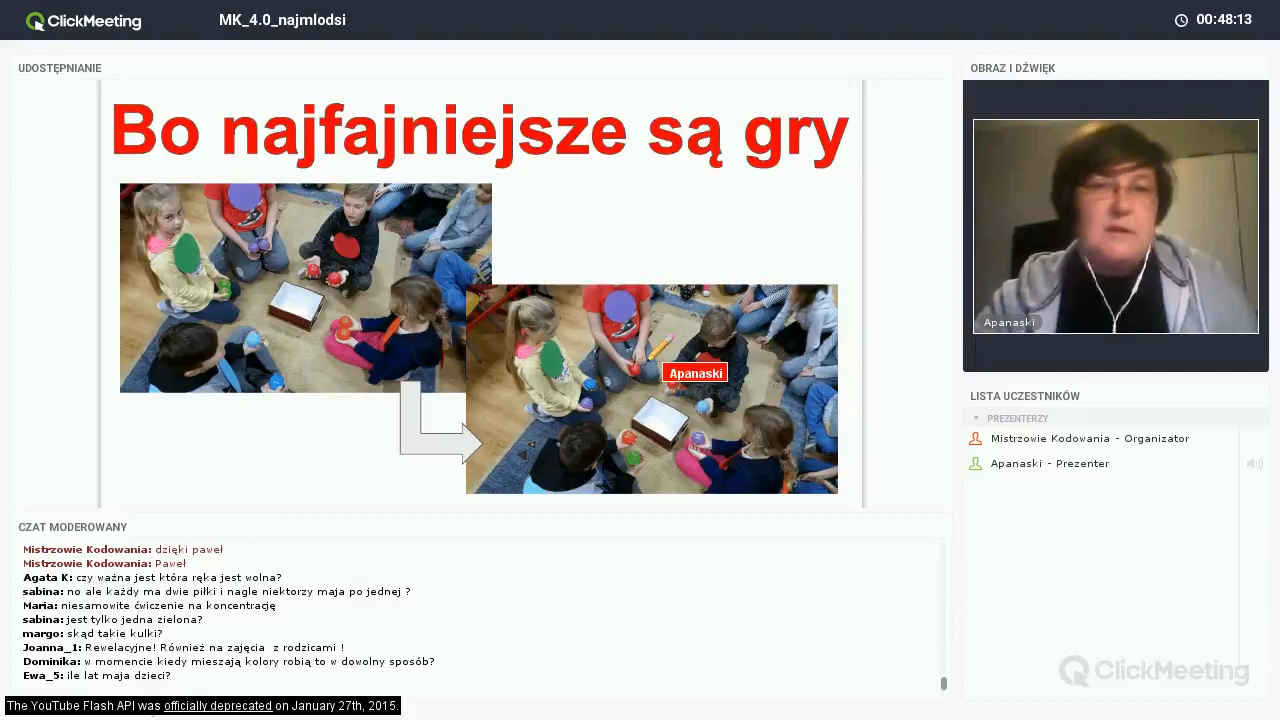 ClickMeeting
MK_4.0_najmlodsi
00:48:13
UDOSTĘPNIANIE
OBRAZ I DŹWIĘK
Bo najfajniejsze są gry
Apanaski
Apanaski
LISTA UCZESTNIKÓW
PREZENTERZY
Mistrzowie Kodowania - Organizator
Apanaski - Prezenter
CZAT MODEROWANY
Mistrzowie Kodowania: dzięki paweł
Mistrzowie Kodowania: Paweł
Agata K: czy ważna jest która ręka jest wolna?
sabina: no ale każdy ma dwie piłki i nagle niektorzy maja po jednej ?
Maria: niesamowite ćwiczenie na koncentrację
sabina: jest tylko jedna zielona?
margo: skąd takie kulki?
Joanna_1: Rewelacyjne! Również na zajęcia z rodzicami !
Dominika: w momencie kiedy mieszają kolory robią to w dowolny sposób?
Ewa_5: ile lat maja dzieci?
ClickMeeting
The YouTube Flash API was officially deprecated on January 27th, 2015.